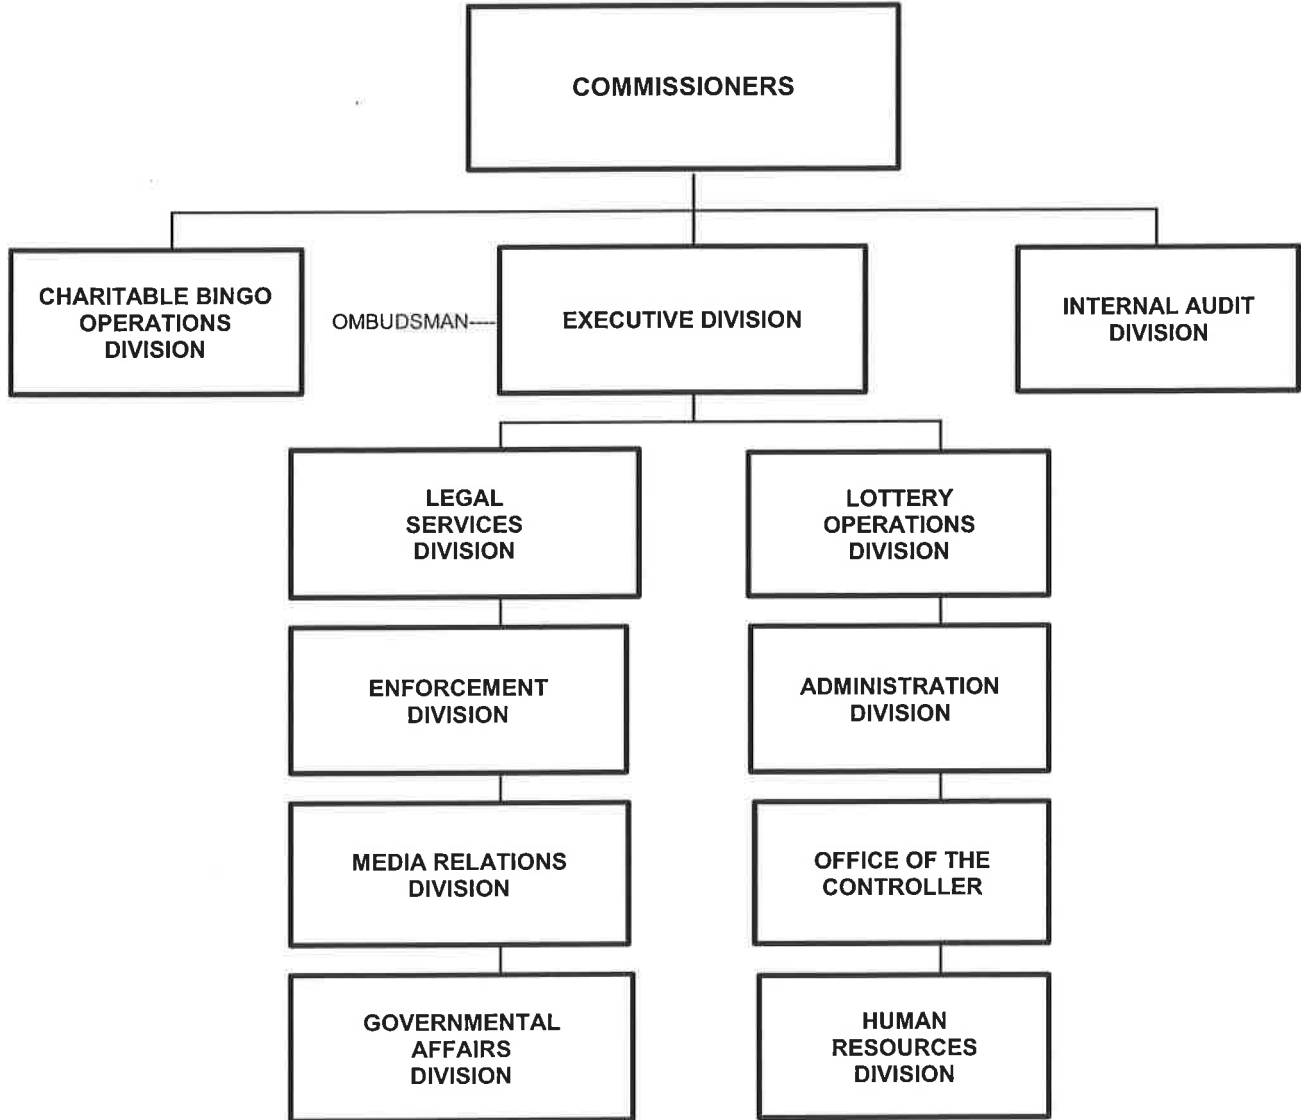 COMMISSIONERS
CHARITABLE BINGO
OPERATIONS
DIVISION
OMBUDSMAN----
EXECUTIVE DIVISION
INTERNAL AUDIT
DIVISION
LEGAL
SERVICES
DIVISION
LOTTERY
OPERATIONS
DIVISION
ENFORCEMENT
DIVISION
ADMINISTRATION
DIVISION
MEDIA RELATIONS
DIVISION
OFFICE OF THE
CONTROLLER
GOVERNMENTAL
AFFAIRS
DIVISION
HUMAN
RESOURCES
DIVISION